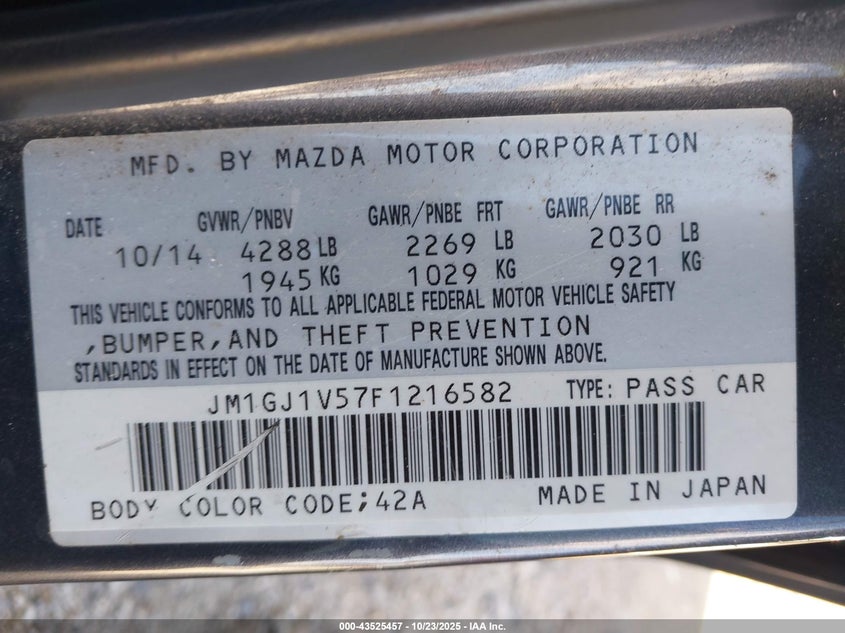 MFD. BY MAZDA MOTOR CORPORATION
DATE GVWR/PNBV GAWR/PNBE FRT GAWR/PNBE RR
10/14 4288 LB 2269 LB 2030 LB
1945 KG 1029 KG 921 KG
THIS VEHICLE CONFORMS TO ALL APPLICABLE FEDERAL MOTOR VEHICLE SAFETY
,BUMPER,AND THEFT PREVENTION
STANDARDS IN EFFECT ON THE DATE OF MANUFACTURE SHOWN ABOVE.
JM1GJ1V57F1216582 TYPE: PASS CAR
BODY COLOR CODE;42A MADE IN JAPAN
000-43525457 - 10/23/2025 - IAA Inc.